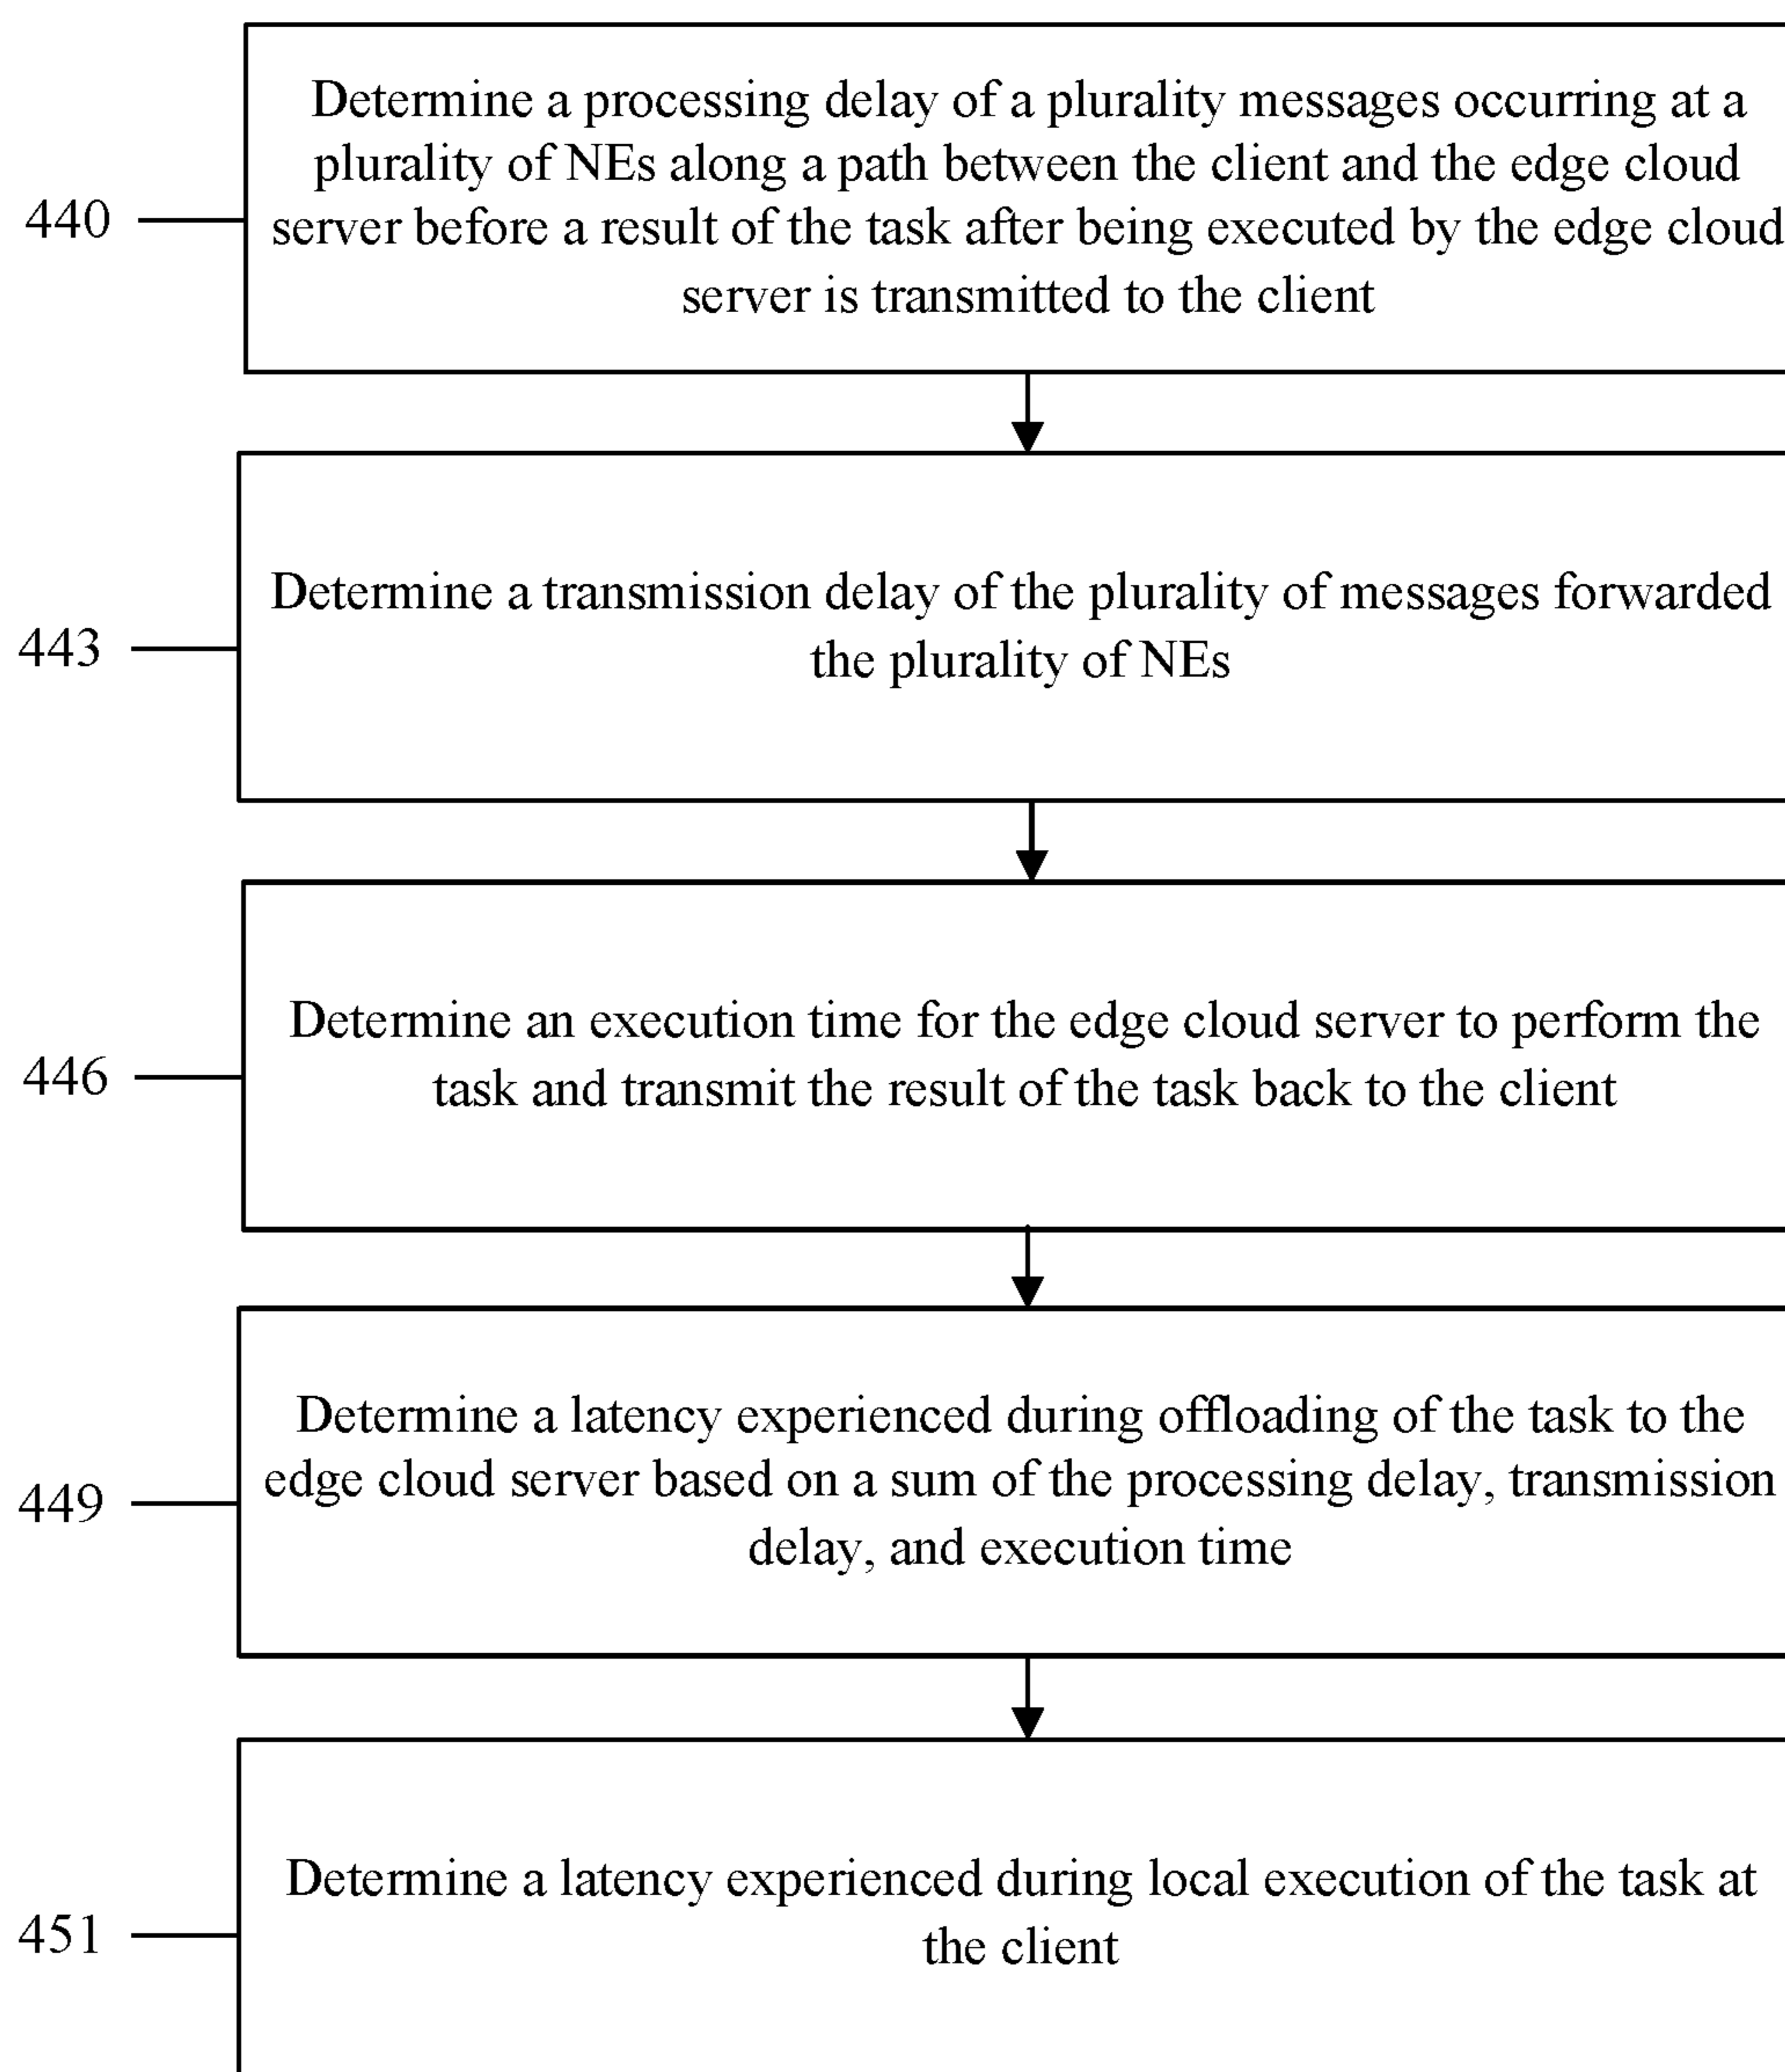 Determine a processing delay of a plurality messages occurring at a
plurality of NEs along a path between the client and the edge cloud
440
server before a result of the task after being executed by the edge cloud
server is transmitted to the client
Determine a transmission delay of the plurality of messages forwarded
443
the plurality of NEs
Determine an execution time for the edge cloud server to perform the
446
task and transmit the result of the task back to the client
Determine a latency experienced during offloading of the task to the
edge cloud server based on a sum of the processing delay, transmission
449
delay, and execution time
Determine a latency experienced during local execution of the task at
451
the client